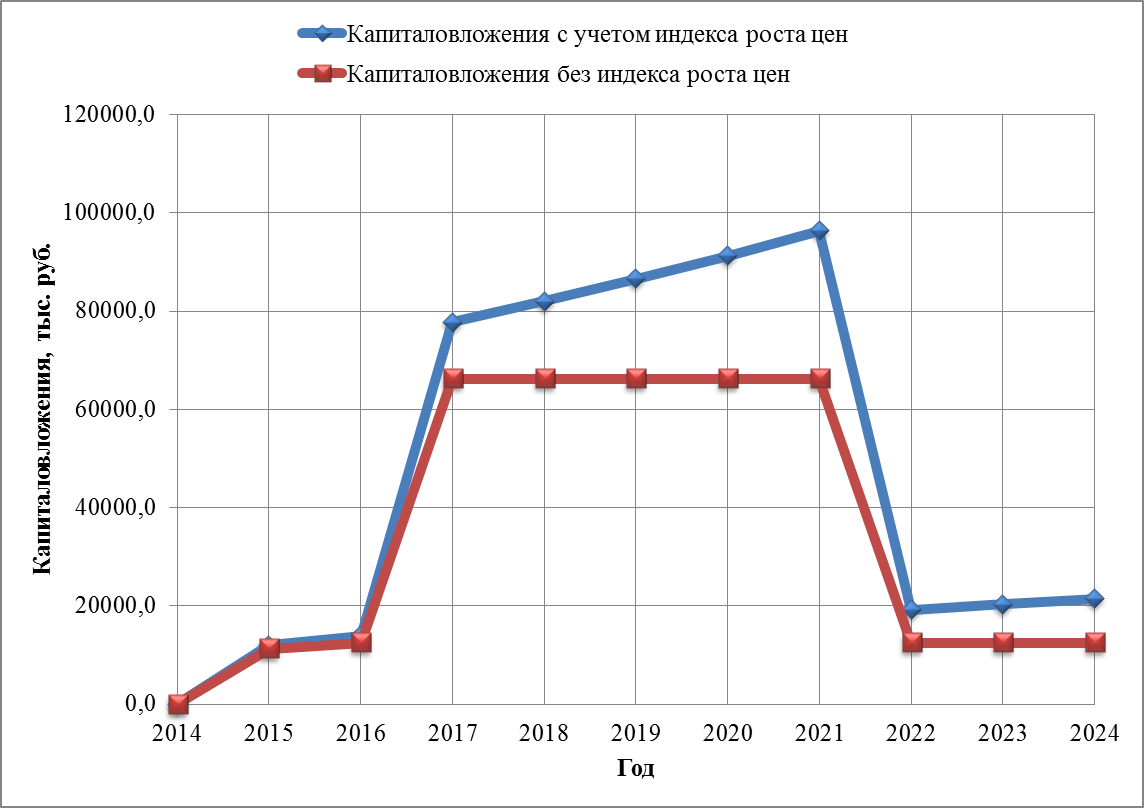 Капиталовложения с учетом индекса роста цен
Капиталовложения без индекса роста цен
120000,0
100000,0
80000,0
60000,0
40000,0
20000,0
0,0
Капиталовложения, тыс. руб.
2014 2015 2016 2017 2018 2019 2020 2021 2022 2023 2024
Год